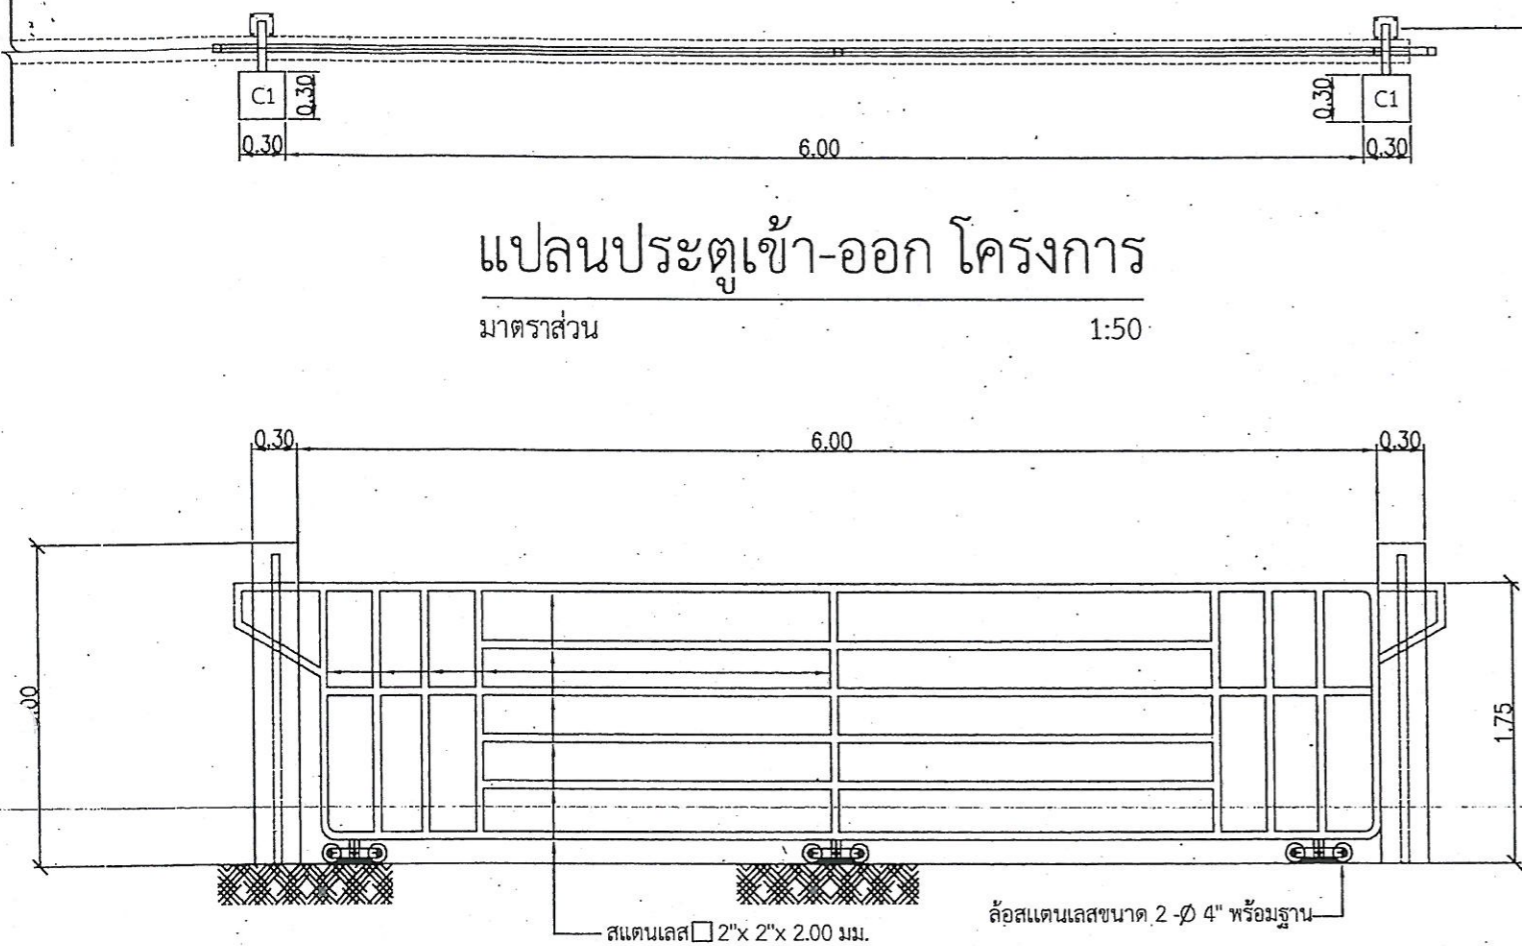 C1 0.30 0.30 C1
0.30 6.00 0.30
แปลนประตูเข้า-ออก โครงการ
มาตราส่วน 1:50
0.30 6.00 0.30
.00
1.75
ล้อสแตนเลสขนาด 2 -Ø 4" พร้อมฐาน
สแตนเลส□ 2"x 2"x 2.00 มม.